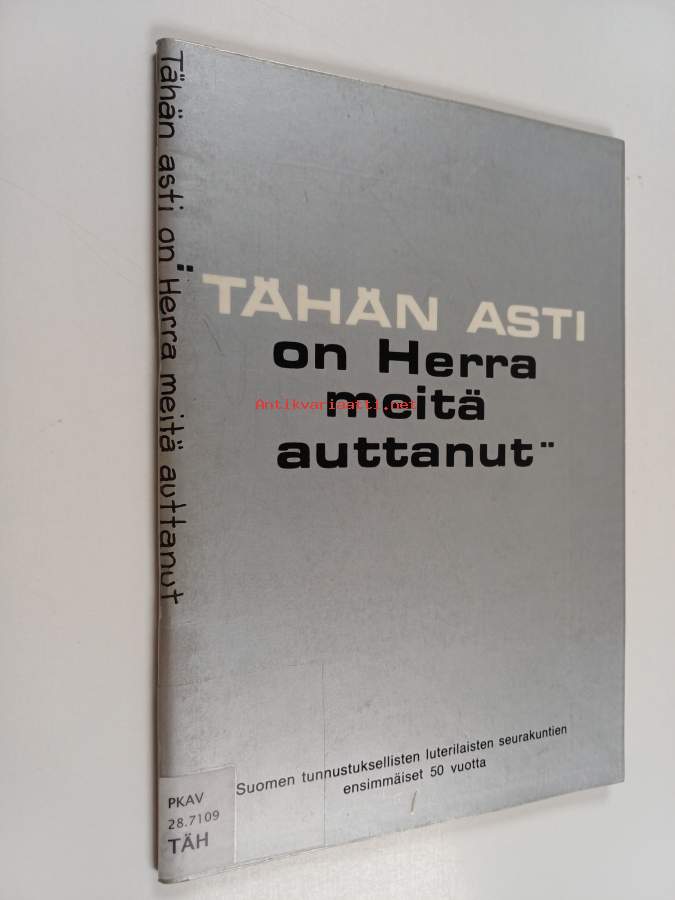 Tähän asti on Herra meitä auttanut
"TÄHÄN ASTI
on Herra
meitä
auttanut"
Antikvariaatti.net
Suomen tunnustuksellisten luterilaisten seurakuntien
ensimmäiset 50 vuotta
PKAV
28.7109
TÄH